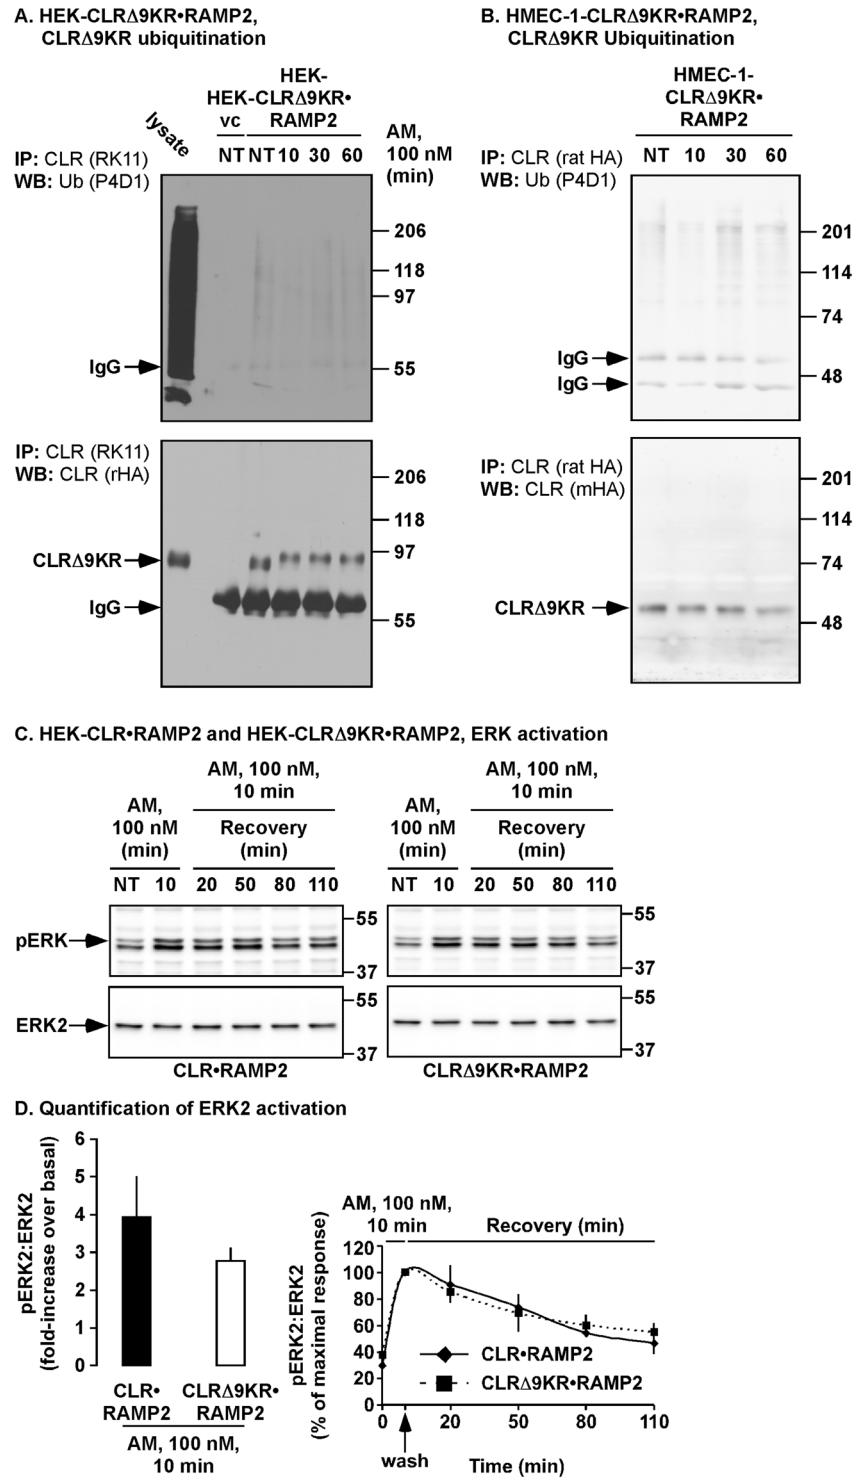 A. HEK-CLRΔ9KR•RAMP2,
CLRΔ9KR ubiquitination
lysate
HEK
vc
HEK-
CLRΔ9KR•
RAMP2
AM,
100 nM
(min)
NT NT 10 30 60
IP: CLR (RK11)
WB: Ub (P4D1)
206
118
97
55
IgG
IP: CLR (RK11)
WB: CLR (rHA)
206
118
97
55
CLRΔ9KR
IgG
B. HMEC-1-CLRΔ9KR•RAMP2,
CLRΔ9KR Ubiquitination
HMEC-1-
CLRΔ9KR•
RAMP2
NT 10 30 60
IP: CLR (rat HA)
WB: Ub (P4D1)
201
114
74
48
IgG
IgG
IP: CLR (rat HA)
WB: CLR (mHA)
201
114
74
48
CLRΔ9KR
C. HEK-CLR•RAMP2 and HEK-CLRΔ9KR•RAMP2, ERK activation
AM, 100 nM,
10 min
AM,
100 nM
(min)
Recovery
(min)
NT 10 20 50 80 110
pERK
55
37
ERK2
55
37
CLR•RAMP2
AM, 100 nM,
10 min
AM,
100 nM
(min)
Recovery
(min)
NT 10 20 50 80 110
55
37
55
37
CLRΔ9KR•RAMP2
D. Quantification of ERK2 activation
pERK2:ERK2
(fold-increase over basal)
6
5
4
3
2
1
0
CLR•
RAMP2
CLRΔ9KR•
RAMP2
AM, 100 nM,
10 min
AM, 100 nM,
10 min
Recovery (min)
pERK2:ERK2
(% of maximal response)
120
100
80
60
40
20
0
CLR•RAMP2
CLRΔ9KR•RAMP2
0 20 50 80 110
wash
Time (min)